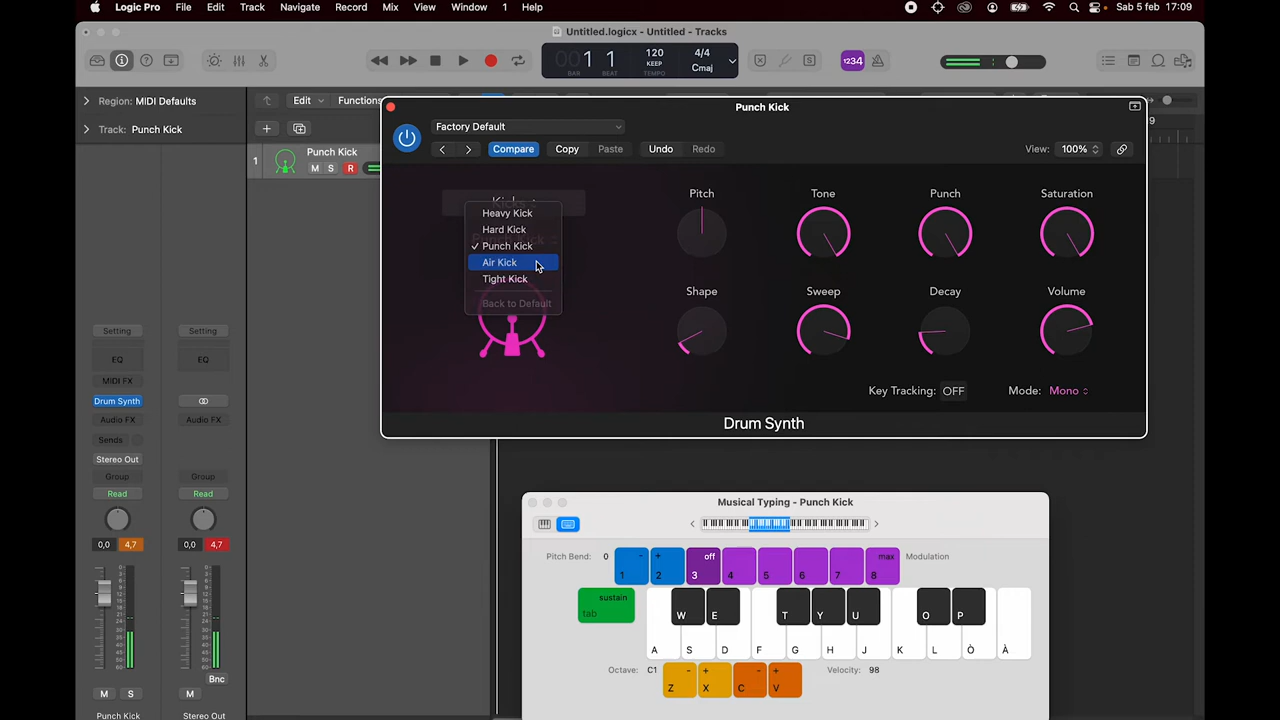 Logic Pro File Edit Track Navigate Record Mix View Window 1 Help Sab 5 feb 17:09
Untitled.logicx - Untitled - Tracks
1 1 120 4/4
KEEP Cmaj
BAR BEAT TEMPO
1234
Region: MIDI Defaults
Edit Functions
Track: Punch Kick
1 Punch Kick
M S R
9
Punch Kick
Factory Default
Compare Copy Paste Undo Redo View: 100%
Kicks
Heavy Kick
Hard Kick
Punch Kick
Air Kick
Tight Kick
Back to Default
Pitch Tone Punch Saturation
Shape Sweep Decay Volume
Key Tracking: OFF Mode: Mono
Drum Synth
Setting Setting
EQ EQ
MIDI FX
Drum Synth
Audio FX Audio FX
Sends
Stereo Out
Group Group
Read Read
0,0 4,7 0,0 4,7
Bnc
M S M
Punch Kick Stereo Out
Musical Typing - Punch Kick
Pitch Bend: 0 - + off max Modulation
1 2 3 4 5 6 7 8
sustain
tab
W E T Y U O P
A S D F G H J K L Ò À
Octave: C1 - + - + Velocity: 98
Z X C V